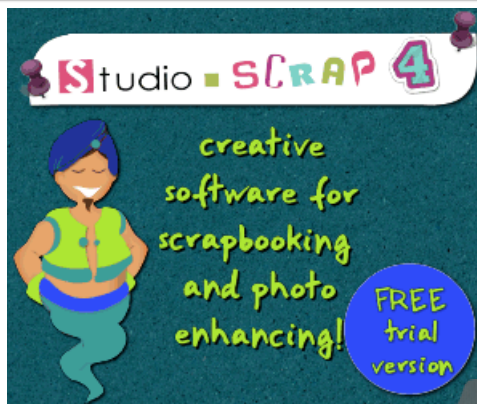 Studio SCRAP 4
creative
software for
scrapbooking
and photo
enhancing!
FREE
trial
version